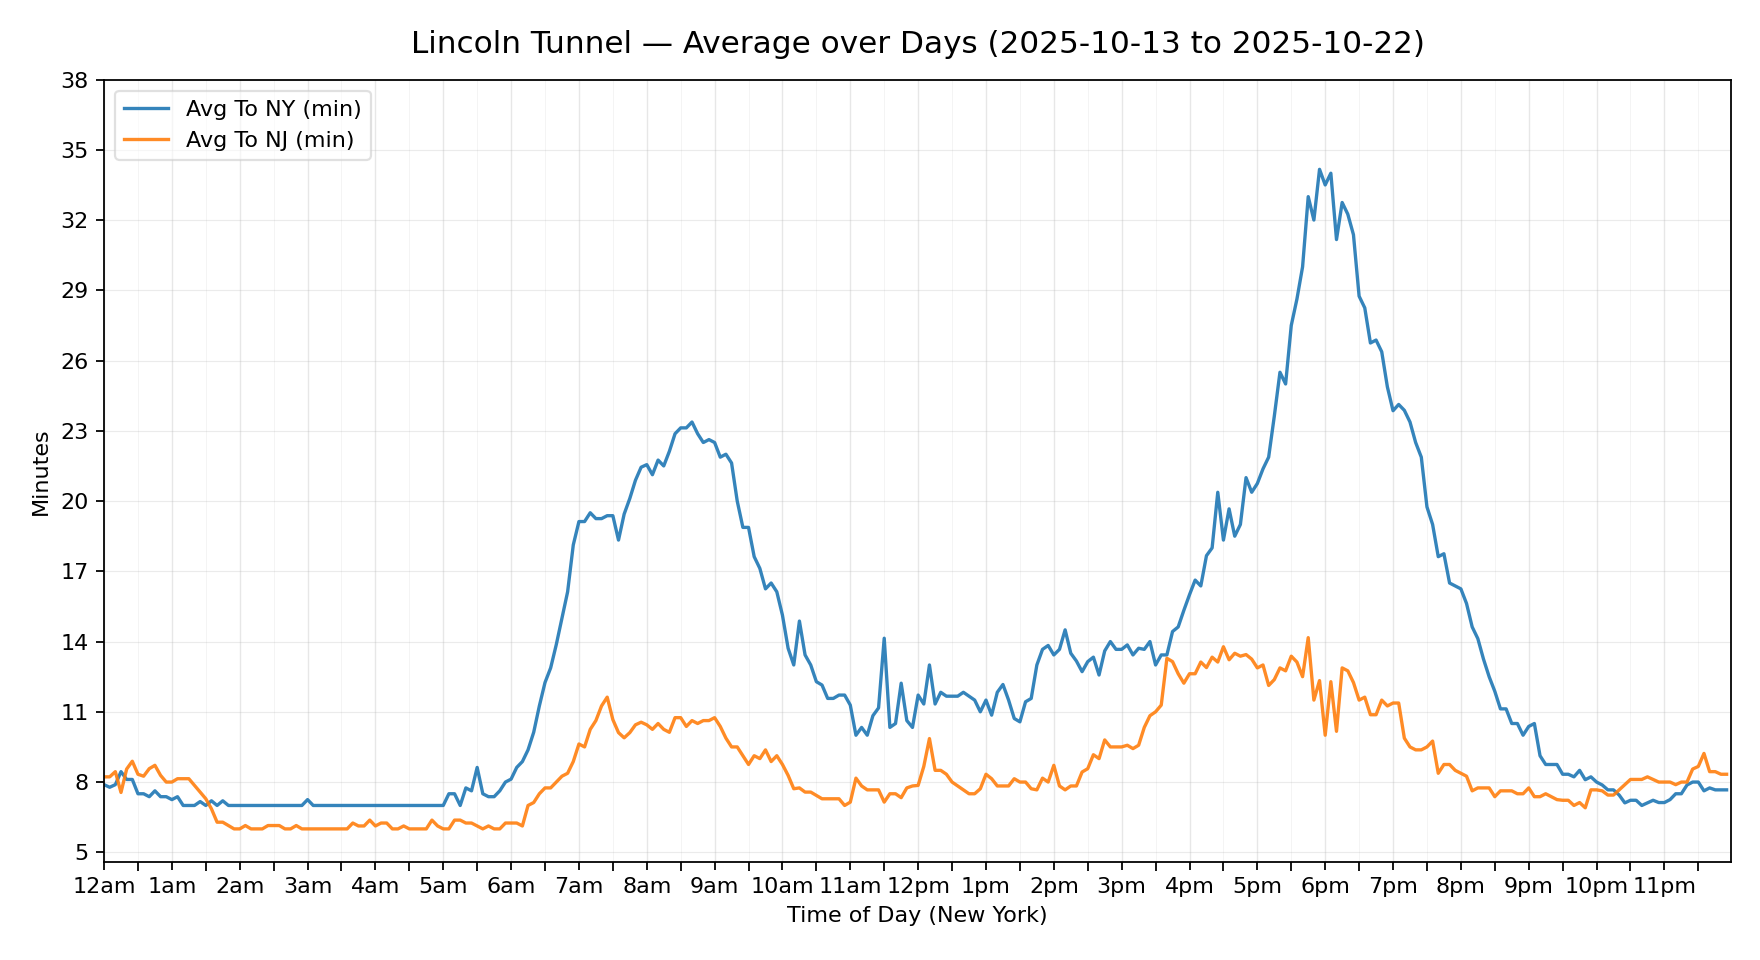 Lincoln Tunnel — Average over Days (2025-10-13 to 2025-10-22)
Avg To NY (min)
Avg To NJ (min)
38
35
32
29
26
23
20
17
14
11
8
5
Minutes
12am 1am 2am 3am 4am 5am 6am 7am 8am 9am 10am 11am 12pm 1pm 2pm 3pm 4pm 5pm 6pm 7pm 8pm 9pm 10pm 11pm
Time of Day (New York)